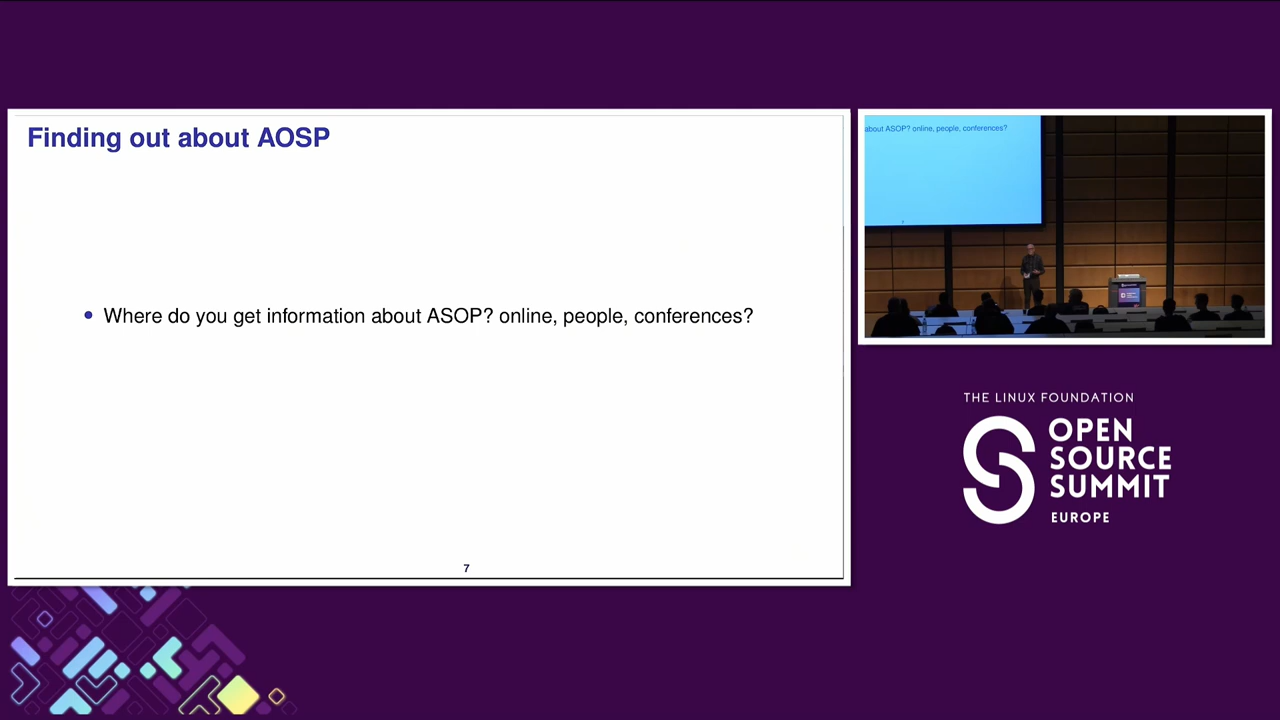 Finding out about AOSP
• Where do you get information about ASOP? online, people, conferences?
7
about ASOP? online, people, conferences?
THE LINUX FOUNDATION
OPEN
SOURCE
SUMMIT
EUROPE